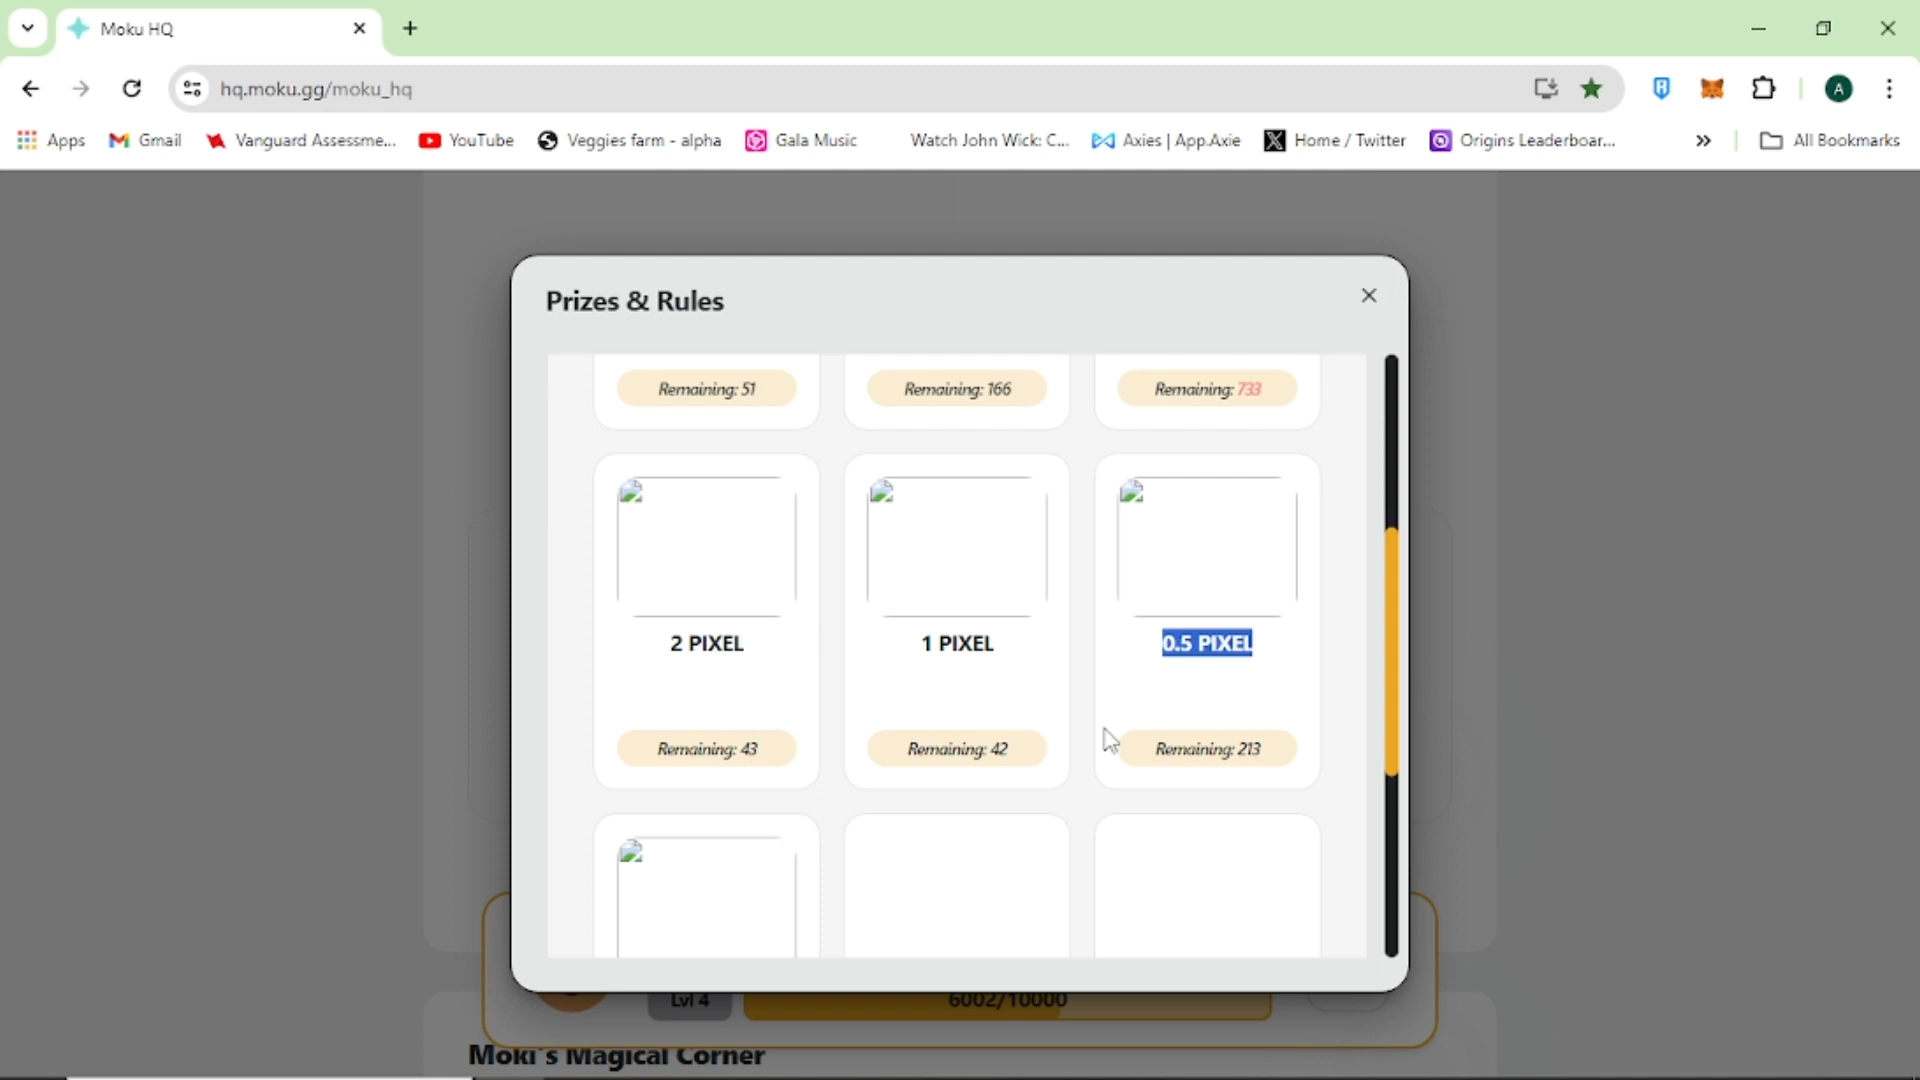 Moku HQ
hq.moku.gg/moku_hq
A
Apps
Gmail
Vanguard Assessme...
YouTube
Veggies farm - alpha
Gala Music
Watch John Wick: C...
Axies | App.Axie
Home / Twitter
Origins Leaderboar...
All Bookmarks
Prizes & Rules
Remaining: 51
Remaining: 166
Remaining: 733
2 PIXEL
1 PIXEL
0.5 PIXEL
Remaining: 43
Remaining: 42
Remaining: 213
Lvl 4
6002/10000
Moki's Magical Corner